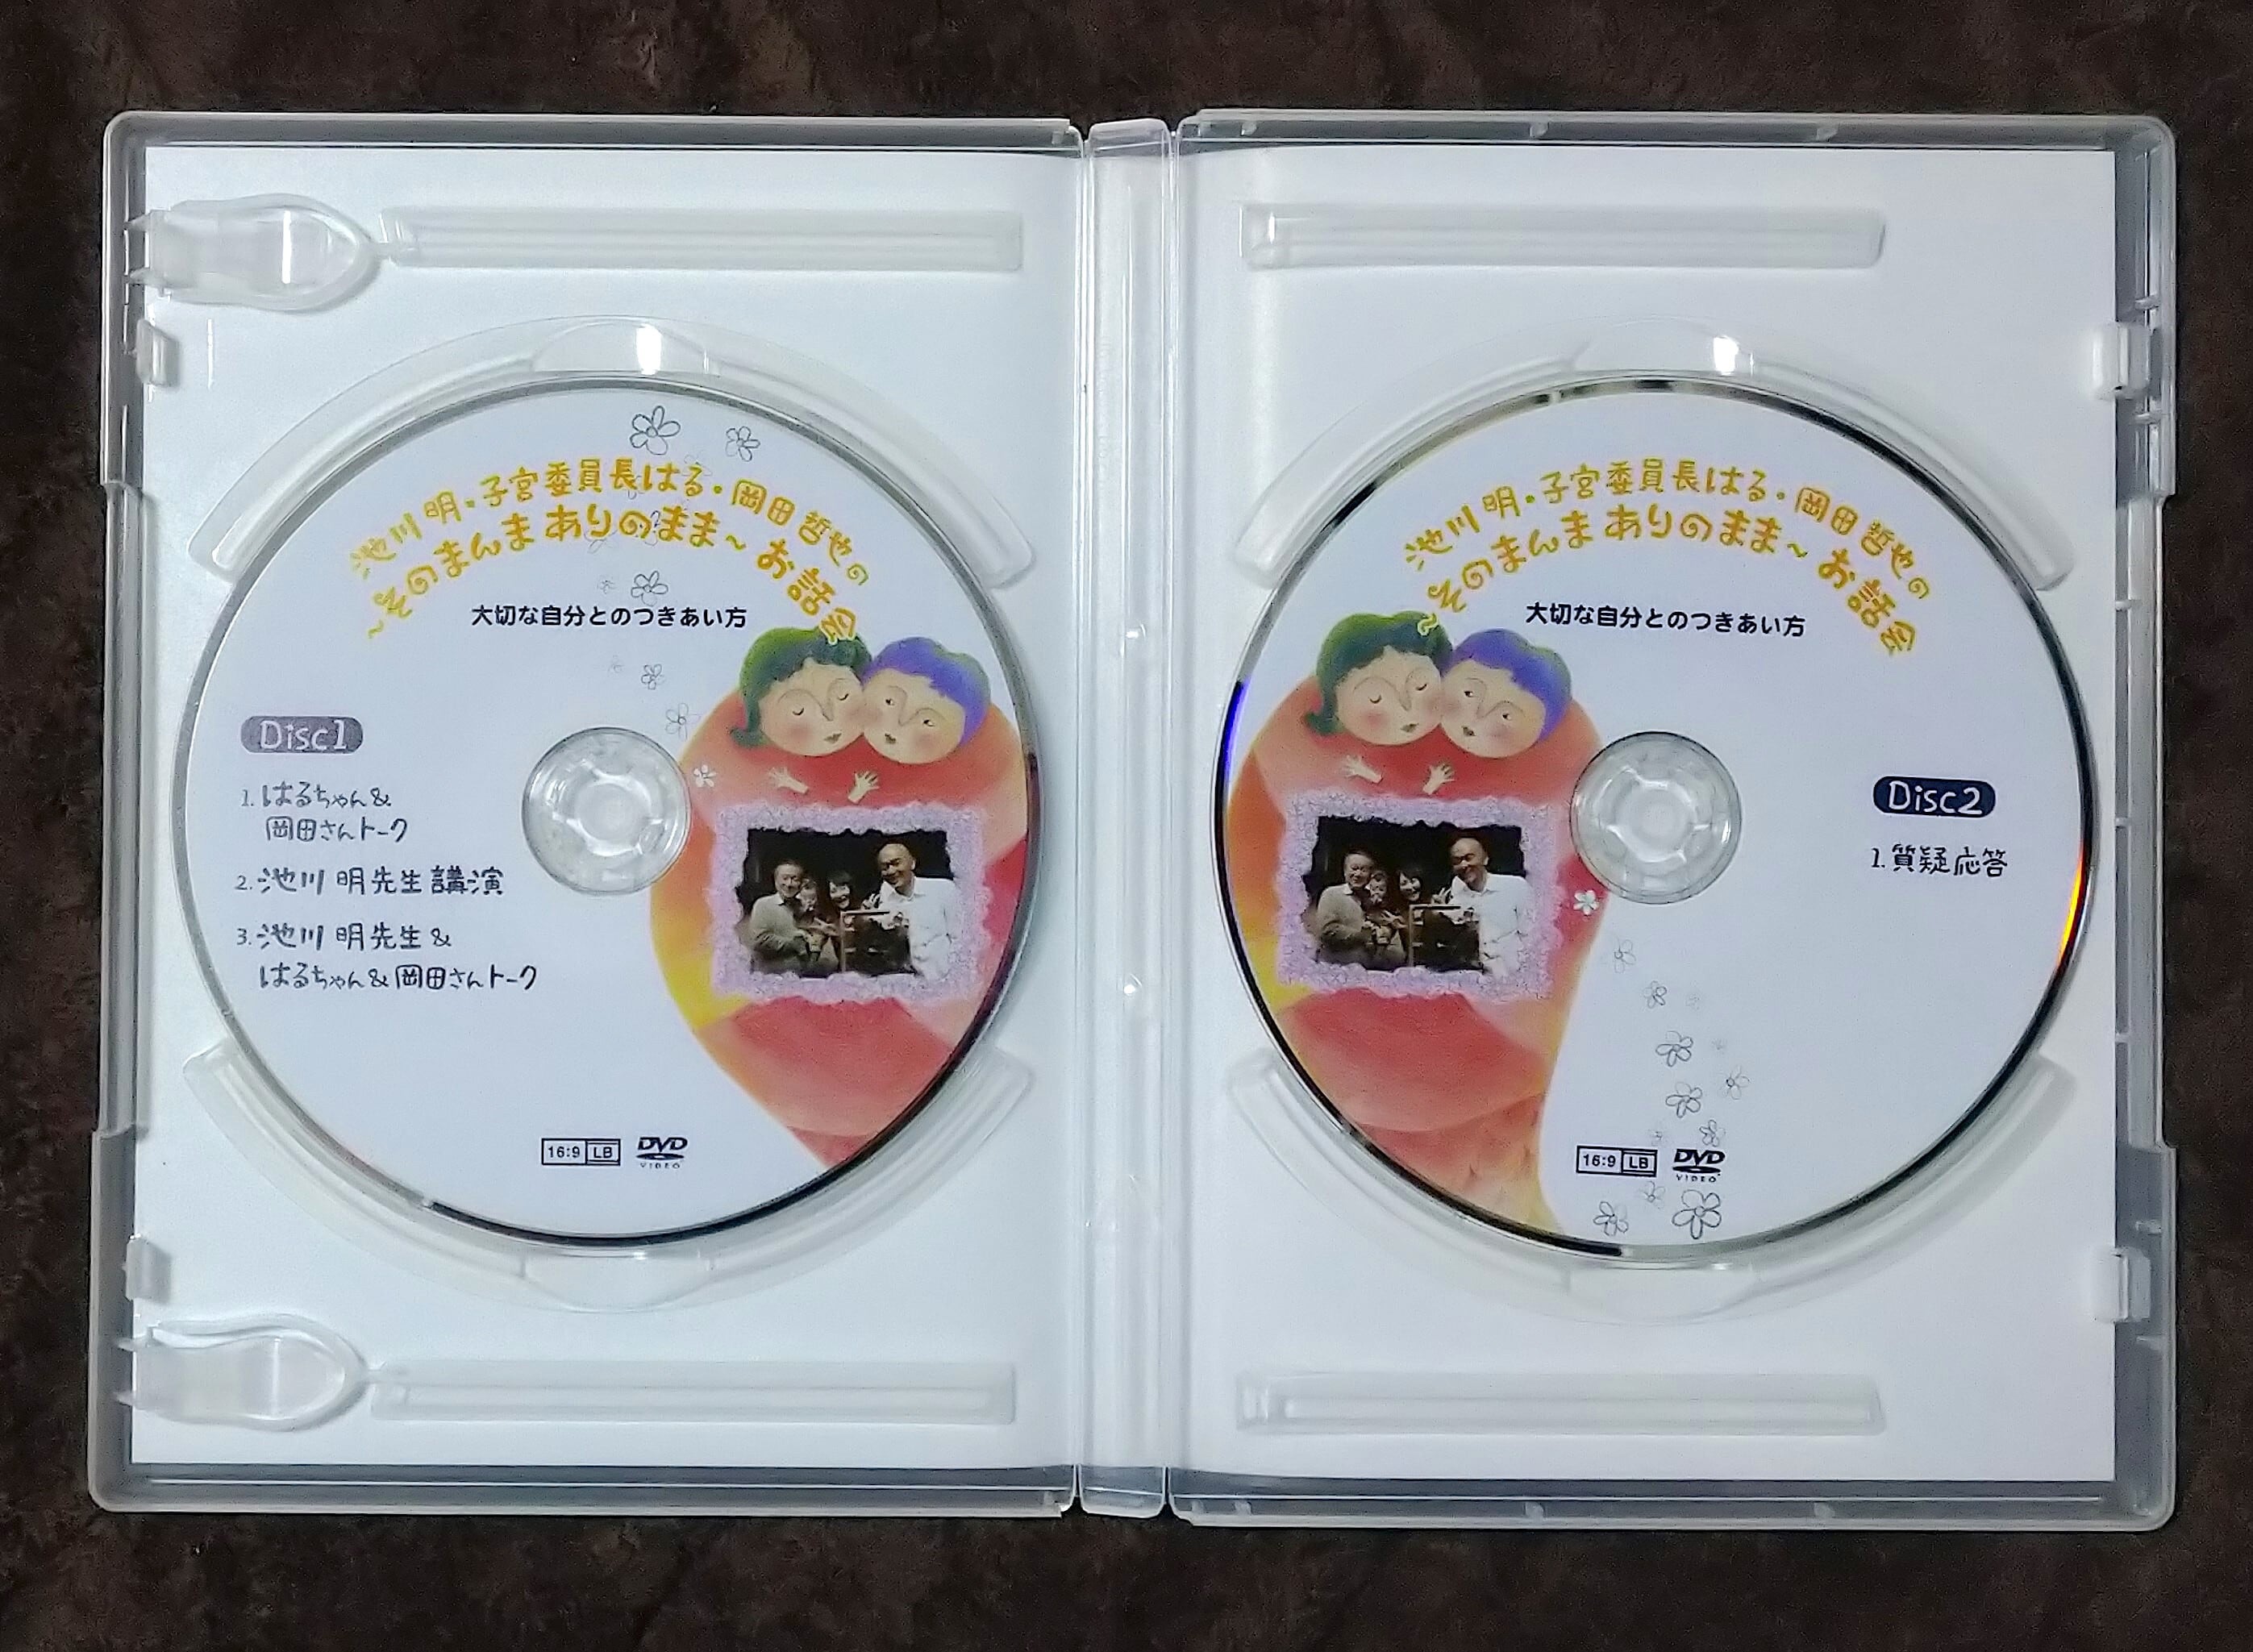 池川 明・子宮委員長はる・岡田 哲也の
~そのまんま ありのまま~ お話会
大切な自分とのつきあい方
Disc1
1. はるちゃん&
岡田さんトーク
2. 池川 明先生 講演
3. 池川 明先生 &
はるちゃん&岡田さんトーク
16:9 LB DVD
VIDEO
池川 明・子宮委員長はる・岡田 哲也の
~そのまんま ありのまま~ お話会
大切な自分とのつきあい方
Disc2
1. 質疑応答
16:9 LB DVD
VIDEO